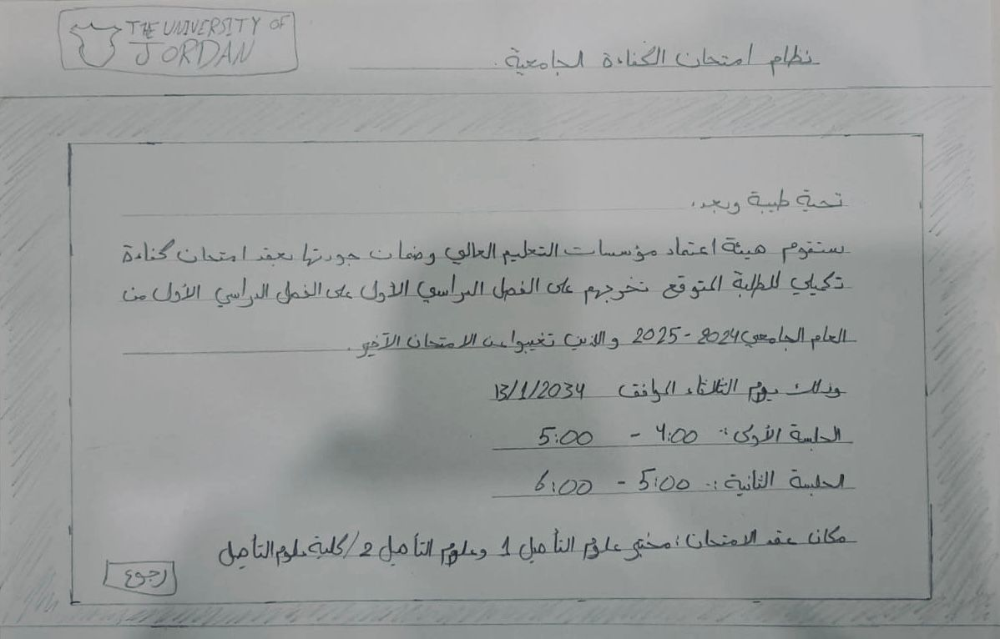 THE UNIVERSITY OF
JORDAN
نظام امتحان الكفاءة الجامعية.
تحية طيبة وبعد،
ستقوم هيئة اعتماد مؤسسات التعليم العالي وضمان جودتها بعقد امتحان كفاءة
تكميلي للطلبة المتوقع تخرجهم على الفصل الدراسي الأول على الفصل الدراسي الأول من
العام الجامعي 2024 - 2025 والذين تغيبوا عن الامتحان الأخير.
وذلك يوم الثلاثاء الموافق 13/1/2034
الجلسة الأولى: 4:00 - 5:00
الجلسة الثانية: 5:00 - 6:00
مكان عقد الامتحان: مختبر علوم التأهيل 1 وعلوم التأهيل 2/كلية علوم التأهيل
رجوع